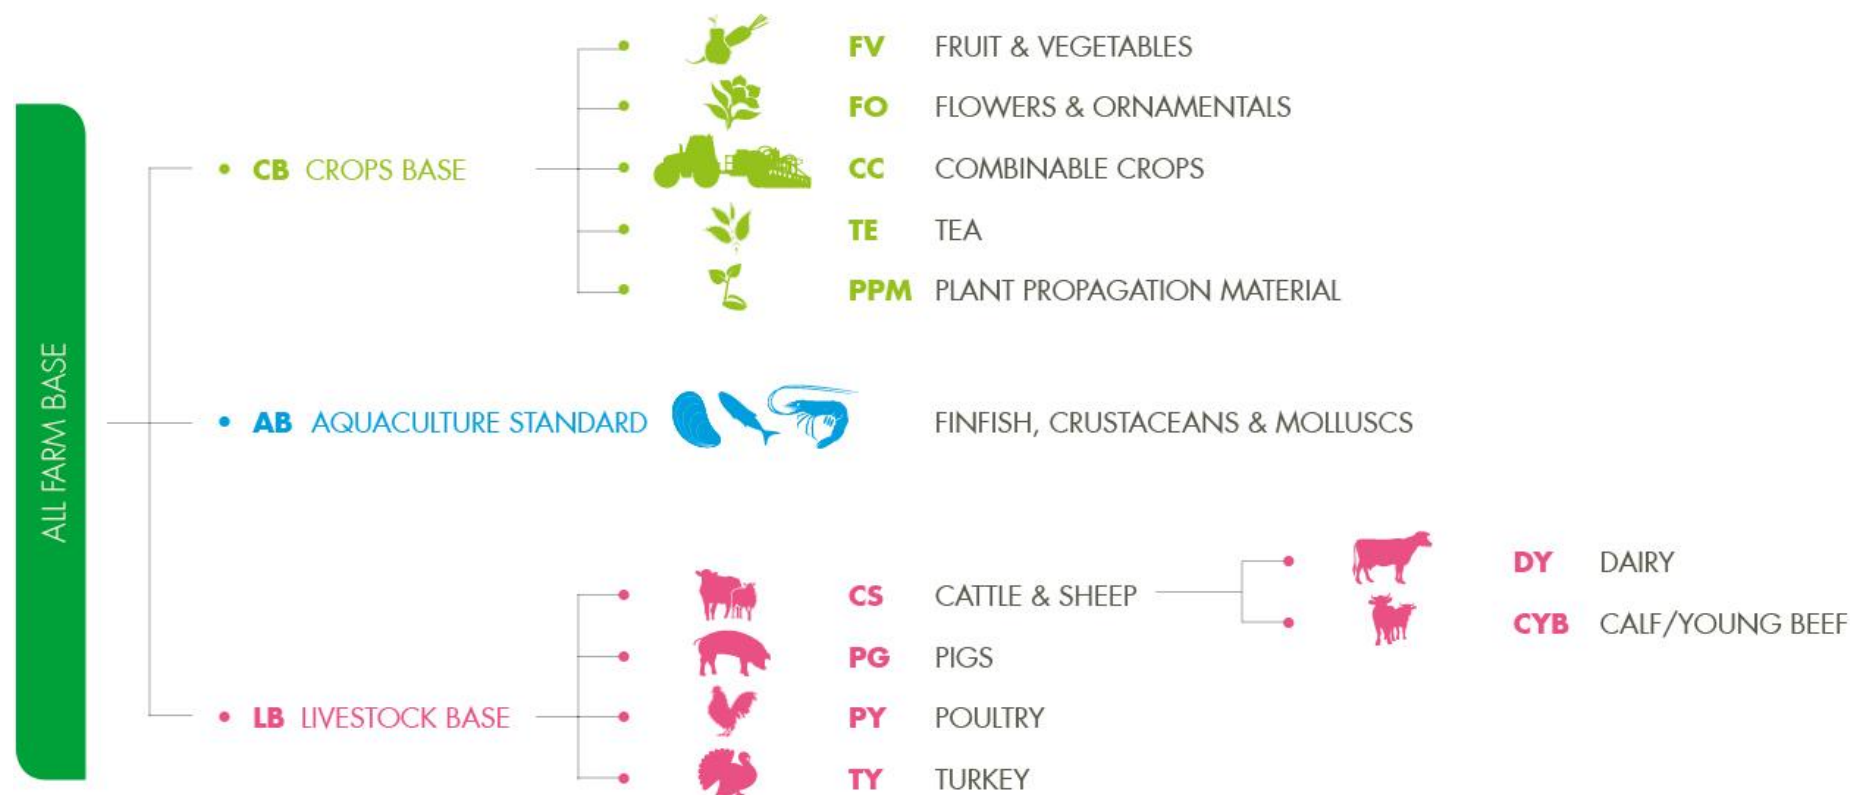 FV FRUIT & VEGETABLES
FO FLOWERS & ORNAMENTALS
CB CROPS BASE
CC COMBINABLE CROPS
TE TEA
PPM PLANT PROPAGATION MATERIAL
ALL FARM BASE
AB AQUACULTURE STANDARD
FINFISH, CRUSTACEANS & MOLLUSCS
LB LIVESTOCK BASE
CS CATTLE & SHEEP
DY DAIRY
CYB CALF/YOUNG BEEF
PG PIGS
PY POULTRY
TY TURKEY